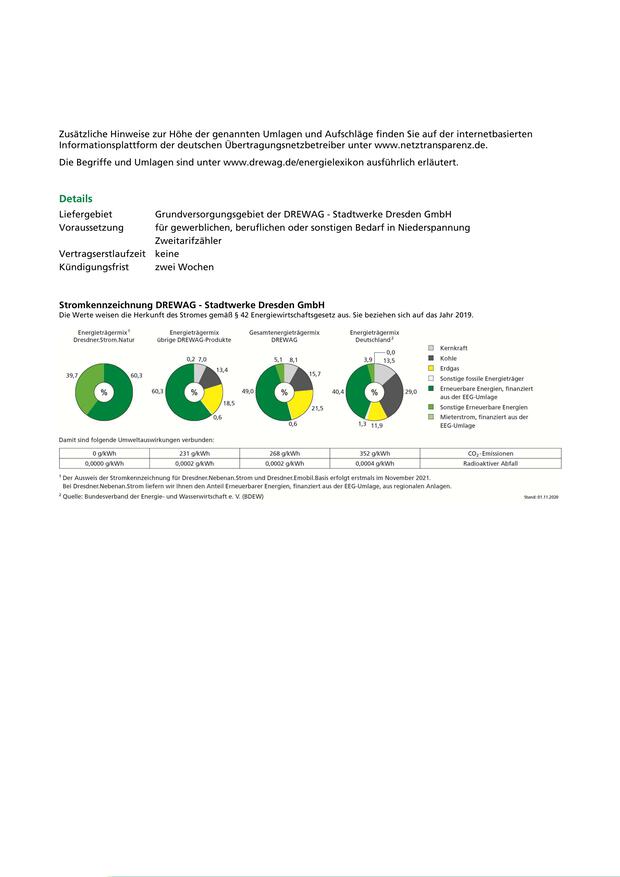 Zusätzliche Hinweise zur Höhe der genannten Umlagen und Aufschläge finden Sie auf der internetbasierten
Informationsplattform der deutschen Übertragungsnetzbetreiber unter www.netztransparenz.de.
Die Begriffe und Umlagen sind unter www.drewag.de/energielexikon ausführlich erläutert.
Details
Liefergebiet Grundversorgungsgebiet der DREWAG - Stadtwerke Dresden GmbH
Voraussetzung für gewerblichen, beruflichen oder sonstigen Bedarf in Niederspannung
Zweitarifzähler
Vertragserstlaufzeit keine
Kündigungsfrist zwei Wochen
Stromkennzeichnung DREWAG - Stadtwerke Dresden GmbH
Die Werte weisen die Herkunft des Stromes gemäß § 42 Energiewirtschaftsgesetz aus. Sie beziehen sich auf das Jahr 2019.
Energieträgermix¹
Dresdner.Strom.Natur
39,7
60,3
%
Energieträgermix
übrige DREWAG-Produkte
0,2 7,0
13,4
60,3
%
18,5
0,6
Gesamtenergieträgermix
DREWAG
5,1 8,1
15,7
49,0
%
21,5
0,6
Energieträgermix
Deutschland²
0,0
3,9 13,5
40,4
%
29,0
1,3 11,9
Kernkraft
Kohle
Erdgas
Sonstige fossile Energieträger
Erneuerbare Energien, finanziert
aus der EEG-Umlage
Sonstige Erneuerbare Energien
Mieterstrom, finanziert aus der
EEG-Umlage
Damit sind folgende Umweltauswirkungen verbunden:
0 g/kWh 231 g/kWh 268 g/kWh 352 g/kWh CO₂-Emissionen
0,0000 g/kWh 0,0002 g/kWh 0,0002 g/kWh 0,0004 g/kWh Radioaktiver Abfall
¹ Der Ausweis der Stromkennzeichnung für Dresdner.Nebenan.Strom und Dresdner.Emobil.Basis erfolgt erstmals im November 2021.
Bei Dresdner.Nebenan.Strom liefern wir Ihnen den Anteil Erneuerbarer Energien, finanziert aus der EEG-Umlage, aus regionalen Anlagen.
² Quelle: Bundesverband der Energie- und Wasserwirtschaft e. V. (BDEW)
Stand: 01.11.2020